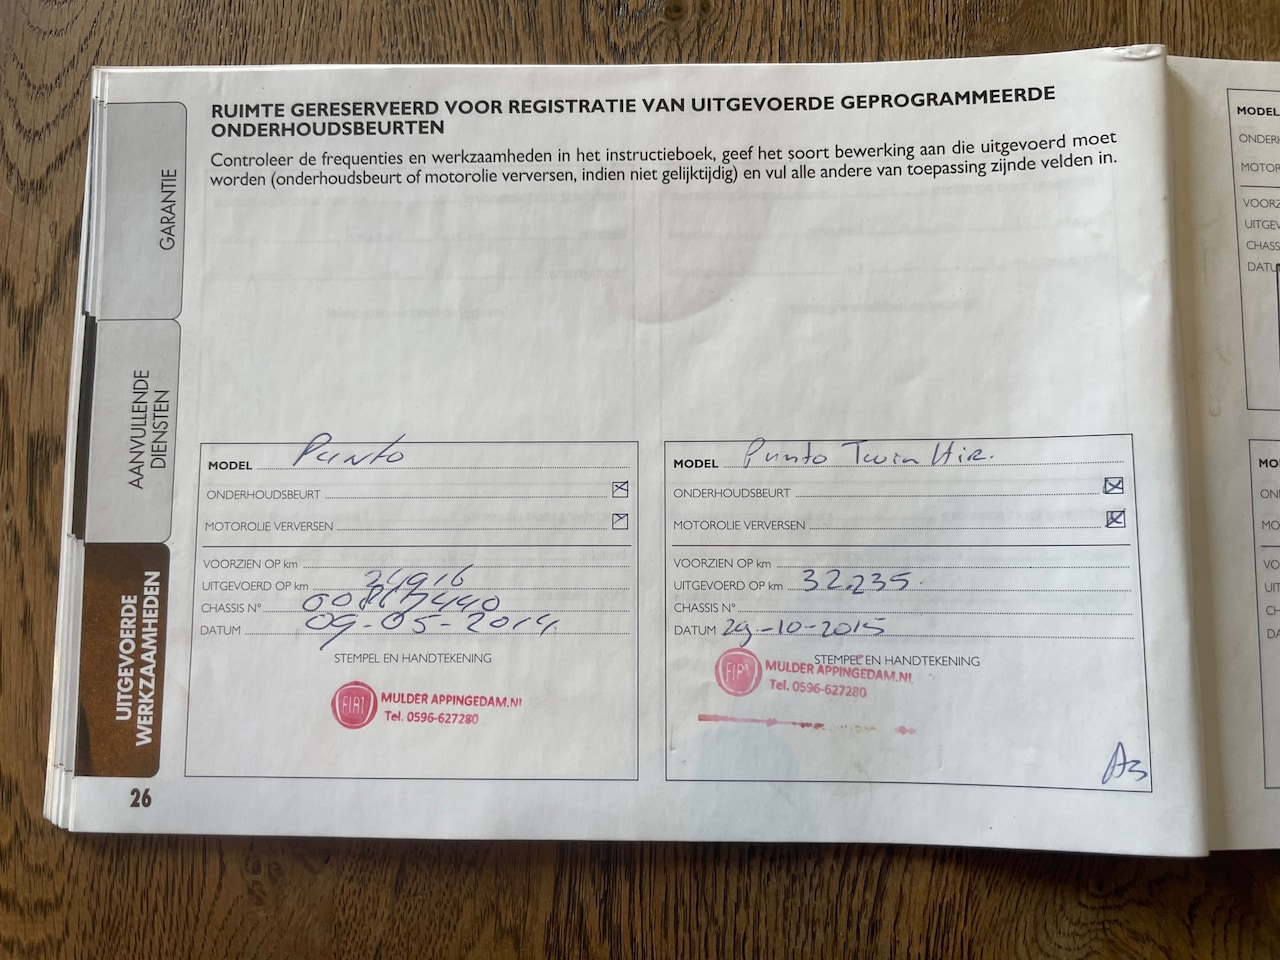 RUIMTE GERESERVEERD VOOR REGISTRATIE VAN UITGEVOERDE GEPROGRAMMEERDE
ONDERHOUDSBEURTEN
Controleer de frequenties en werkzaamheden in het instructieboek, geef het soort bewerking aan die uitgevoerd moet
worden (onderhoudsbeurt of motorolie verversen, indien niet gelijktijdig) en vul alle andere van toepassing zijnde velden in.
GARANTIE
AANVULLENDE
DIENSTEN
UITGEVOERDE
WERKZAAMHEDEN
26
MODEL Punto
ONDERHOUDSBEURT
MOTOROLIE VERVERSEN
VOORZIEN OP km
UITGEVOERD OP km
CHASSIS N°
DATUM 09-05-2014
STEMPEL EN HANDTEKENING
FIAT
MULDER APPINGEDAM.Nl
Tel. 0596-627280
MODEL Punto Twin Air.
ONDERHOUDSBEURT
MOTOROLIE VERVERSEN
VOORZIEN OP km
UITGEVOERD OP km 32.235
CHASSIS N°
DATUM 29-10-2015
STEMPEL EN HANDTEKENING
FIAT
MULDER APPINGEDAM.Nl
Tel. 0596-627280
MODEL